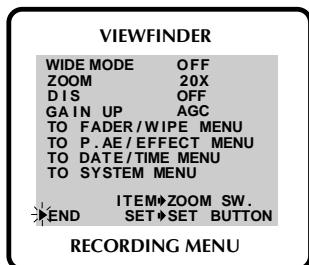 VIEWFINDER
WIDE MODE OFF
ZOOM 20X
DIS OFF
GAIN UP AGC
TO FADER/WIPE MENU
TO P.AE/EFFECT MENU
TO DATE/TIME MENU
TO SYSTEM MENU
ITEM➧ZOOM SW.
➧END SET➧SET BUTTON
RECORDING MENU